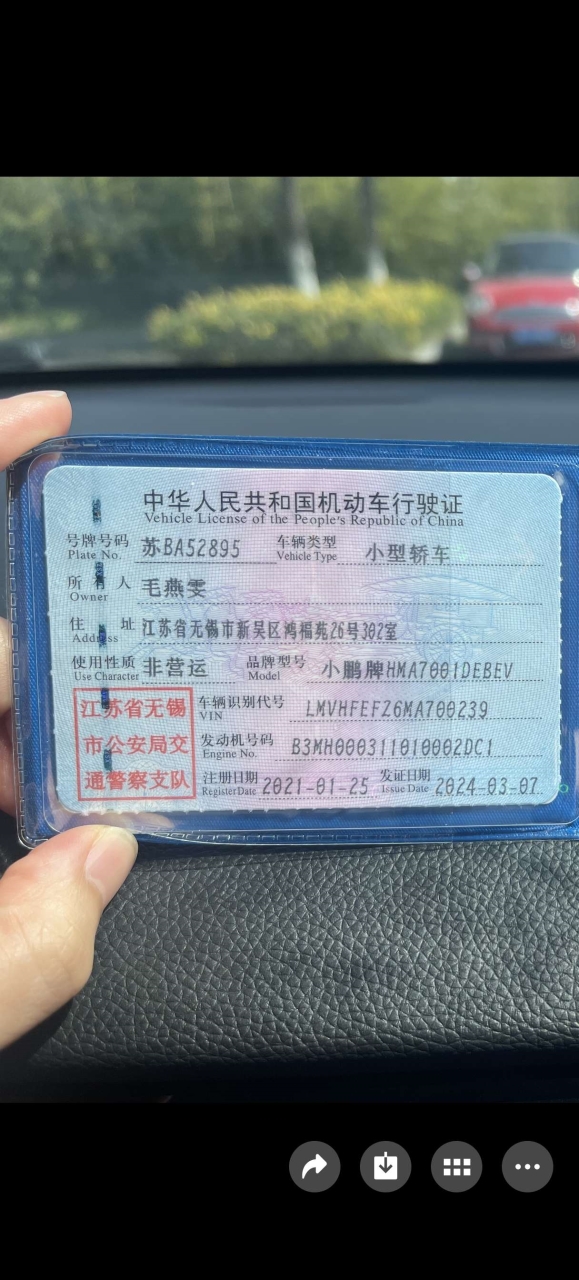 中华人民共和国机动车行驶证
Vehicle License of the People's Republic of China
号牌号码 苏BA52895 车辆类型 小型轿车
Plate No. Vehicle Type
所有人 毛燕雯
Owner
住址 江苏省无锡市新吴区鸿福苑26号302室
Address
使用性质 非营运 品牌型号 小鹏牌HMA7001DEBEV
Use Character Model
江苏省无锡 车辆识别代号 LMVHFEFZ6MA700239
VIN
市公安局交 发动机号码 B3MH000311010002DC1
Engine No.
通警察支队 注册日期 2021-01-25 发证日期 2024-03-07
Register Date Issue Date